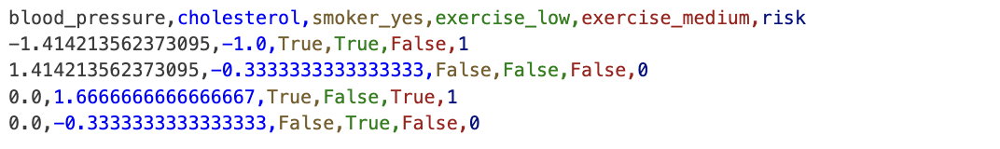 blood_pressure,cholesterol,smoker_yes,exercise_low,exercise_medium,risk
-1.414213562373095,-1.0,True,True,False,1
1.414213562373095,-0.3333333333333333,False,False,False,0
0.0,1.6666666666666667,True,False,True,1
0.0,-0.3333333333333333,False,True,False,0